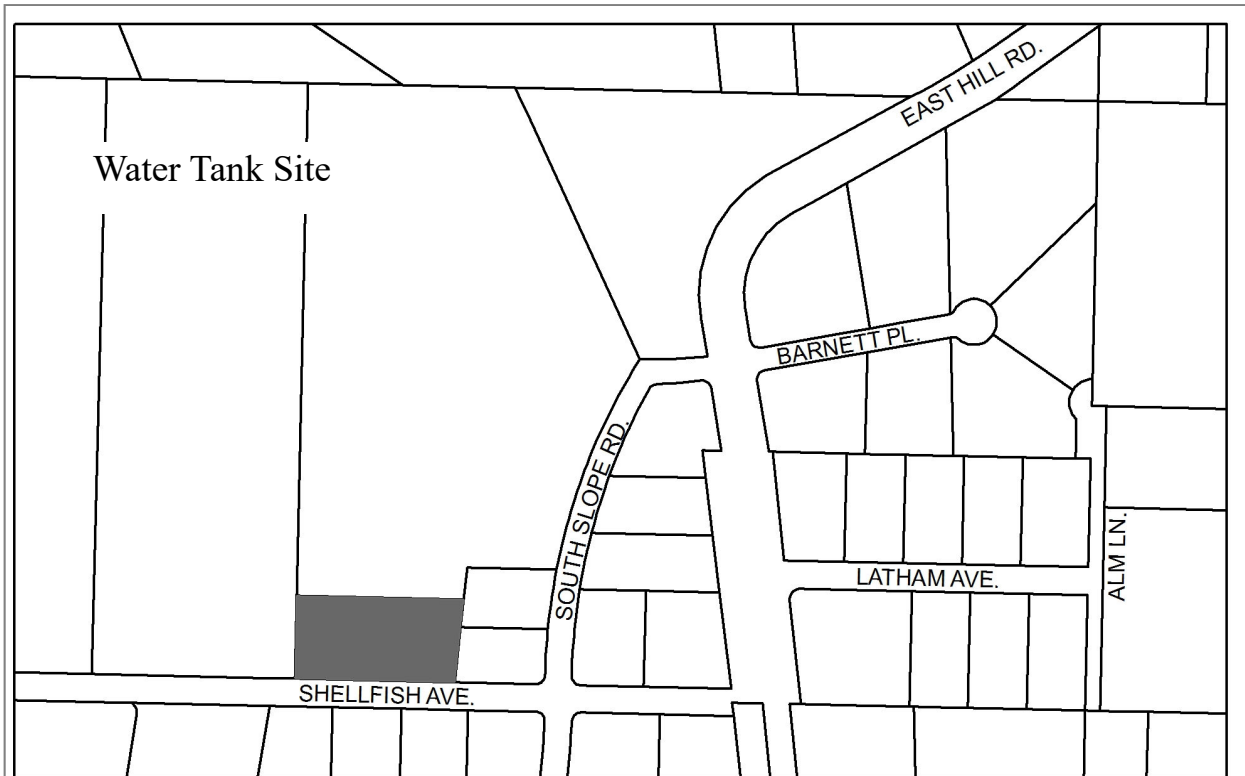 EAST HILL RD.
Water Tank Site
BARNETT PL.
SOUTH SLOPE RD.
LATHAM AVE.
ALM LN.
SHELLFISH AVE.